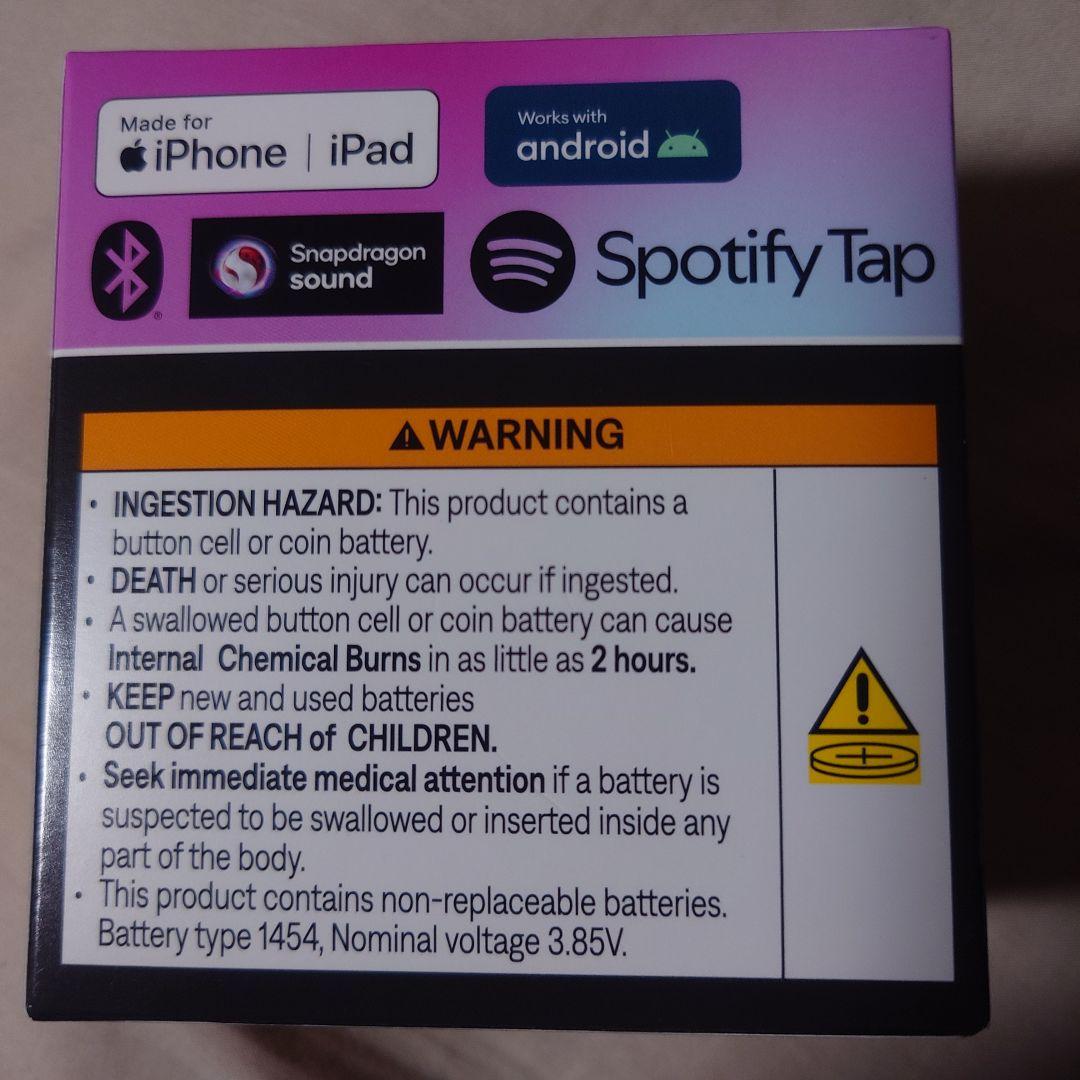 Made for
iPhone | iPad
Works with
android
Snapdragon
sound
Spotify Tap
®
WARNING
• INGESTION HAZARD: This product contains a
button cell or coin battery.
• DEATH or serious injury can occur if ingested.
• A swallowed button cell or coin battery can cause
Internal Chemical Burns in as little as 2 hours.
• KEEP new and used batteries
OUT OF REACH of CHILDREN.
• Seek immediate medical attention if a battery is
suspected to be swallowed or inserted inside any
part of the body.
• This product contains non-replaceable batteries.
Battery type 1454, Nominal voltage 3.85V.